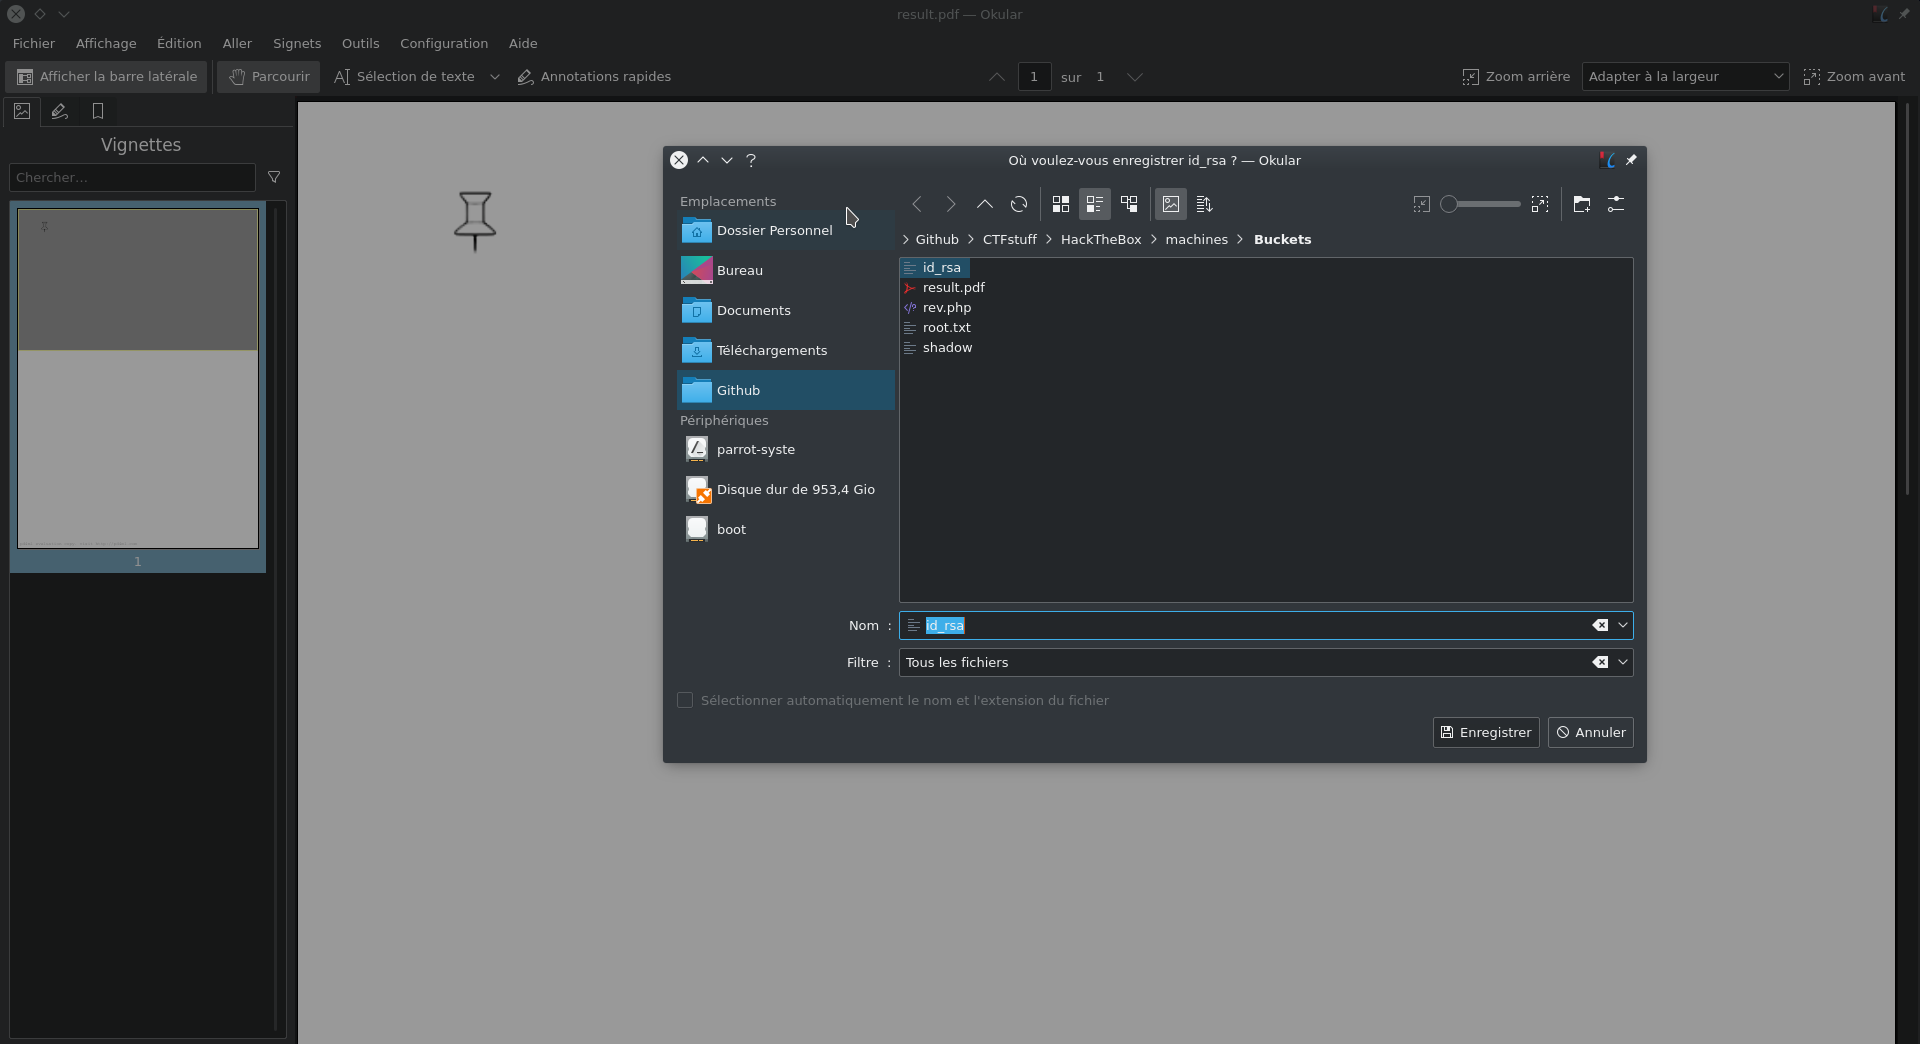 result.pdf — Okular
Fichier Affichage Édition Aller Signets Outils Configuration Aide
Afficher la barre latérale Parcourir Sélection de texte Annotations rapides 1 sur 1 Zoom arrière Adapter à la largeur Zoom avant
Vignettes
Chercher...
1
Où voulez-vous enregistrer id_rsa ? — Okular
Emplacements
Dossier Personnel
Bureau
Documents
Téléchargements
Github
Périphériques
parrot-syste
Disque dur de 953,4 Gio
boot
Github CTFstuff HackTheBox machines Buckets
id_rsa
result.pdf
rev.php
root.txt
shadow
Nom : id_rsa
Filtre : Tous les fichiers
Sélectionner automatiquement le nom et l'extension du fichier
Enregistrer Annuler